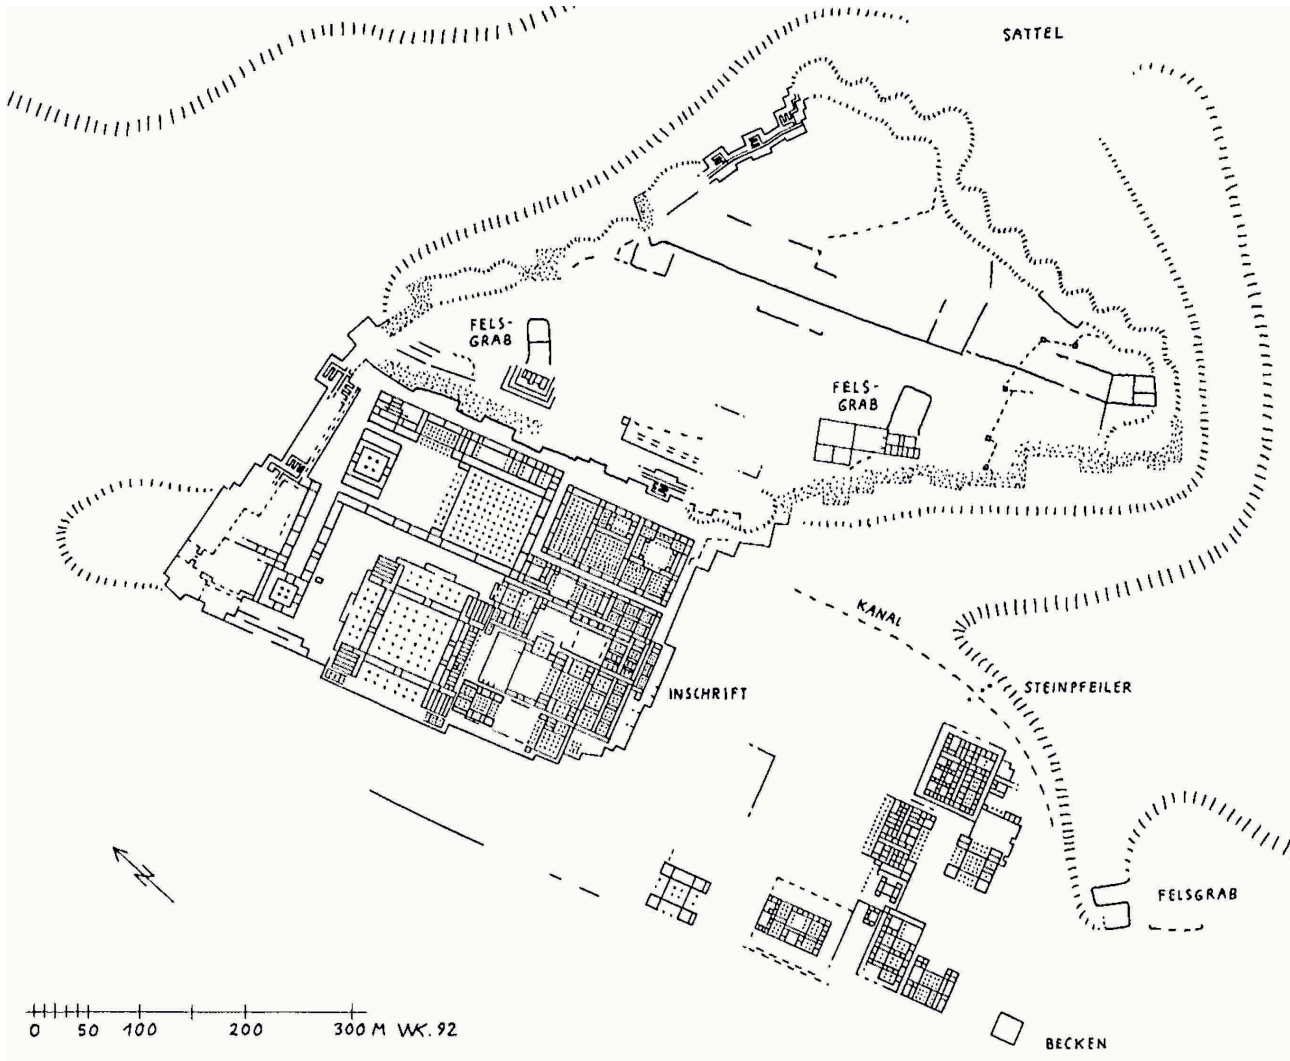 SATTEL
FELS-
GRAB
FELS-
GRAB
KANAL
STEINPFEILER
INSCHRIFT
N
FELSGRAB
0 50 100 200 300 M WK. 92
BECKEN